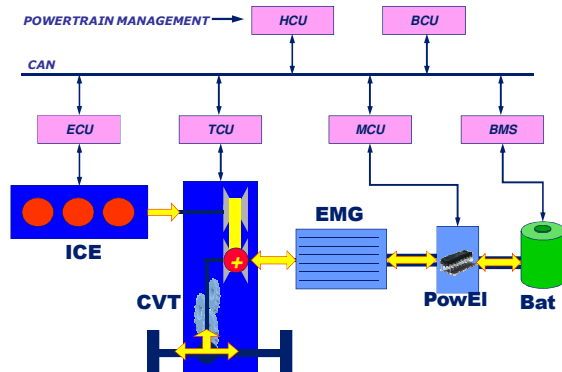 POWERTRAIN MANAGEMENT
HCU
BCU
CAN
ECU
TCU
MCU
BMS
EMG
ICE
+
CVT
PowEl
Bat